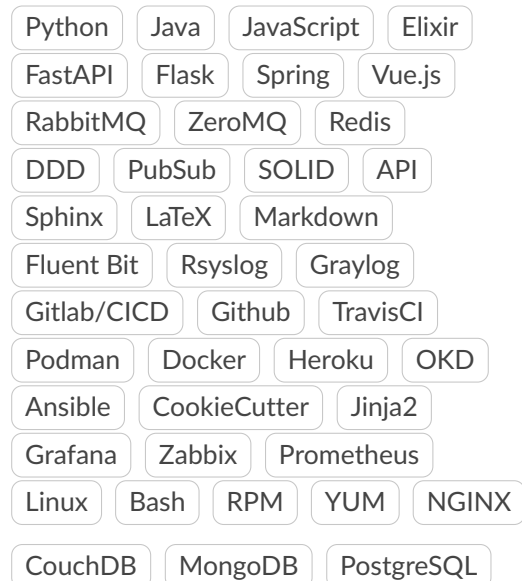 Python Java JavaScript Elixir
FastAPI Flask Spring Vue.js
RabbitMQ ZeroMQ Redis
DDD PubSub SOLID API
Sphinx LaTeX Markdown
Fluent Bit Rsyslog Graylog
Gitlab/CICD Github TravisCI
Podman Docker Heroku OKD
Ansible CookieCutter Jinja2
Grafana Zabbix Prometheus
Linux Bash RPM YUM NGINX
CouchDB MongoDB PostgreSQL